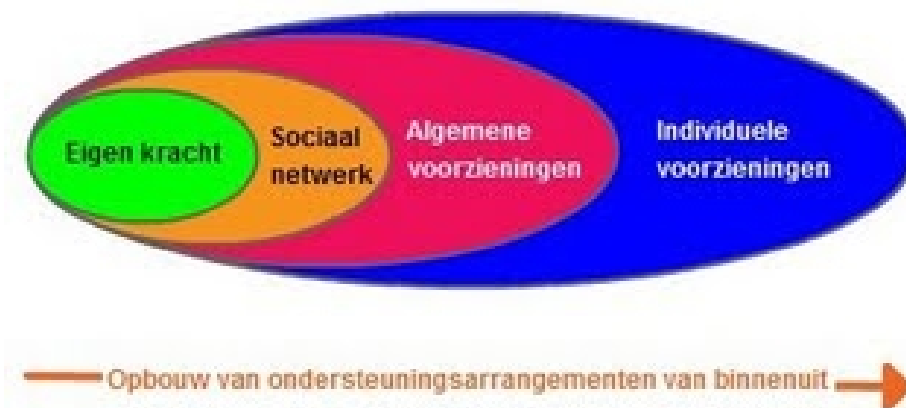 Eigen kracht
Sociaal
netwerk
Algemene
voorzieningen
Individuele
voorzieningen
Opbouw van ondersteuningsarrangementen van binnenuit